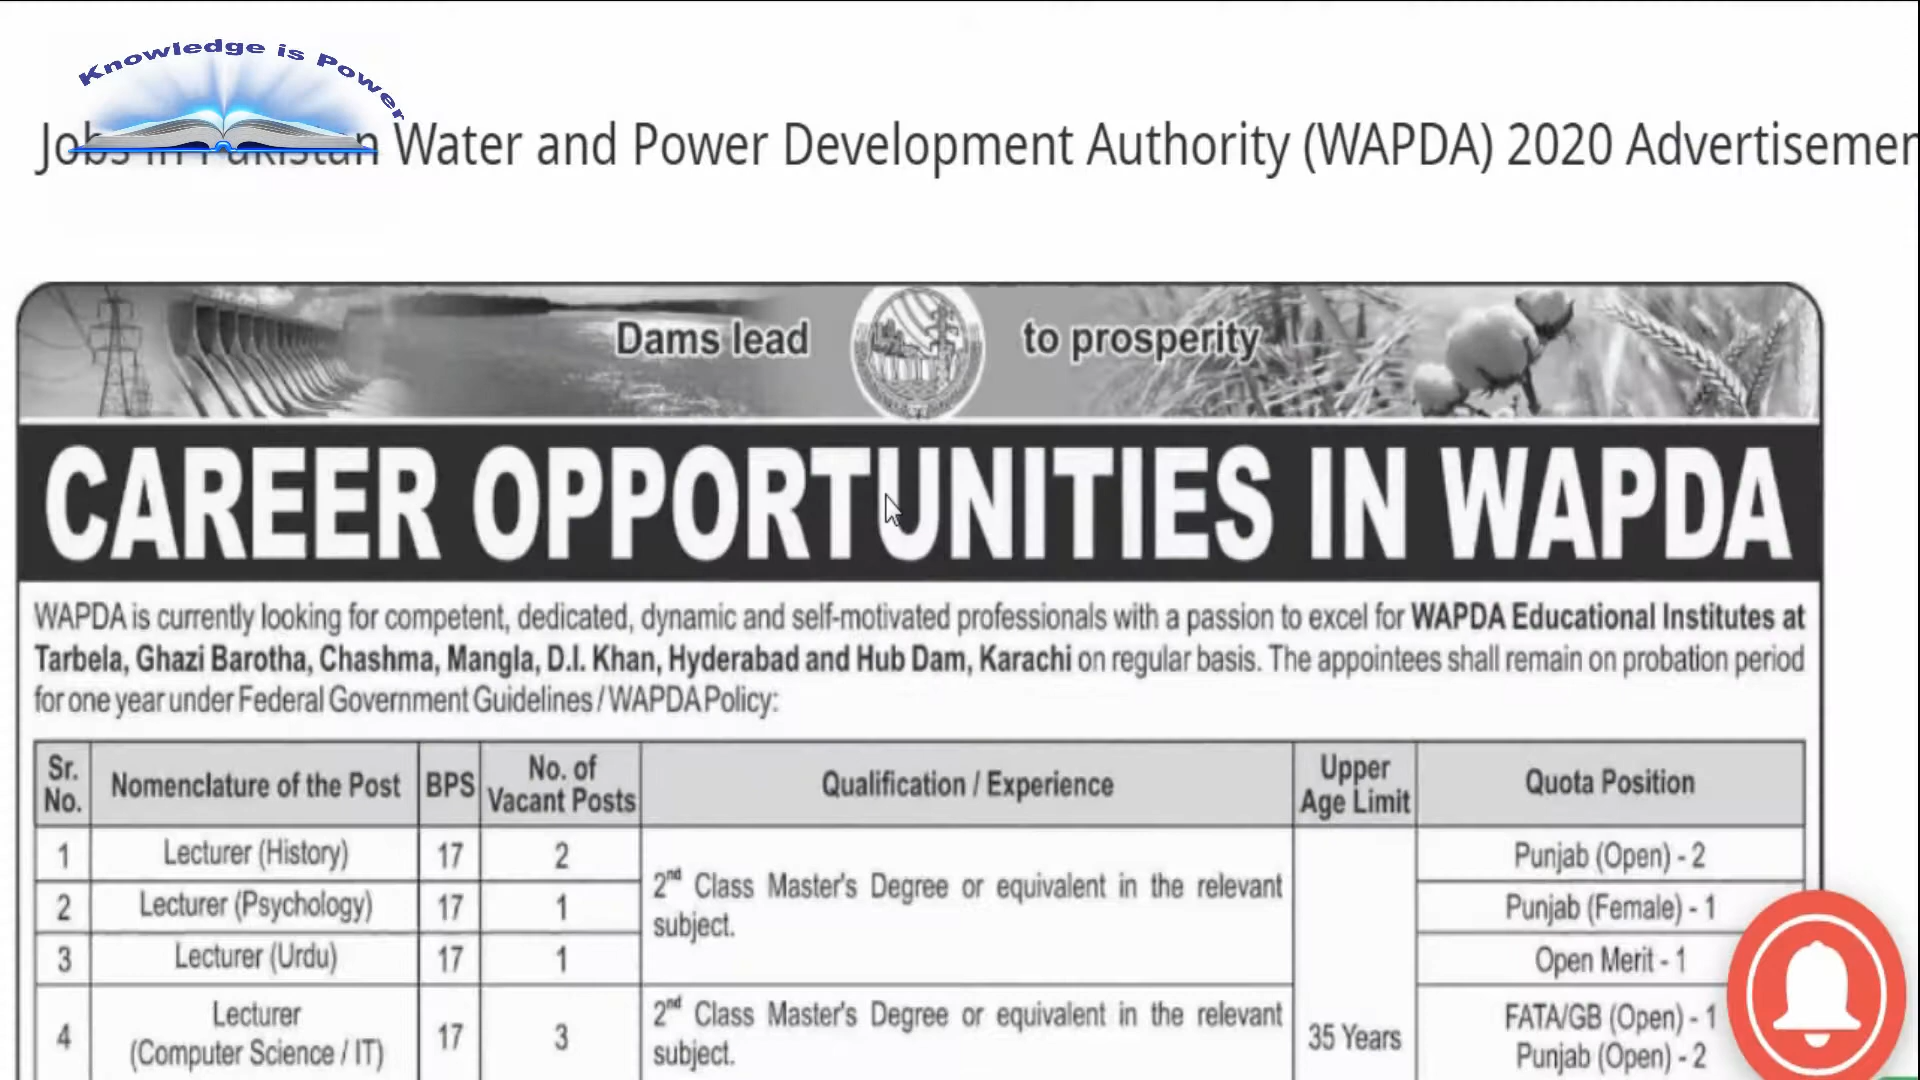 Knowledge is Power
Jobs in Pakistan Water and Power Development Authority (WAPDA) 2020 Advertisemen
Dams lead to prosperity
CAREER OPPORTUNITIES IN WAPDA
WAPDA is currently looking for competent, dedicated, dynamic and self-motivated professionals with a passion to excel for WAPDA Educational Institutes at
Tarbela, Ghazi Barotha, Chashma, Mangla, D.I. Khan, Hyderabad and Hub Dam, Karachi on regular basis. The appointees shall remain on probation period
for one year under Federal Government Guidelines / WAPDA Policy:
Sr. No. Nomenclature of the Post BPS No. of Vacant Posts Qualification / Experience Upper Age Limit Quota Position
1 Lecturer (History) 17 2 Punjab (Open) - 2
2nd Class Master's Degree or equivalent in the relevant
subject.
2 Lecturer (Psychology) 17 1 Punjab (Female) - 1
3 Lecturer (Urdu) 17 1 Open Merit - 1
4 Lecturer (Computer Science / IT) 17 3
2nd Class Master's Degree or equivalent in the relevant
subject.
35 Years
FATA/GB (Open) - 1
Punjab (Open) - 2